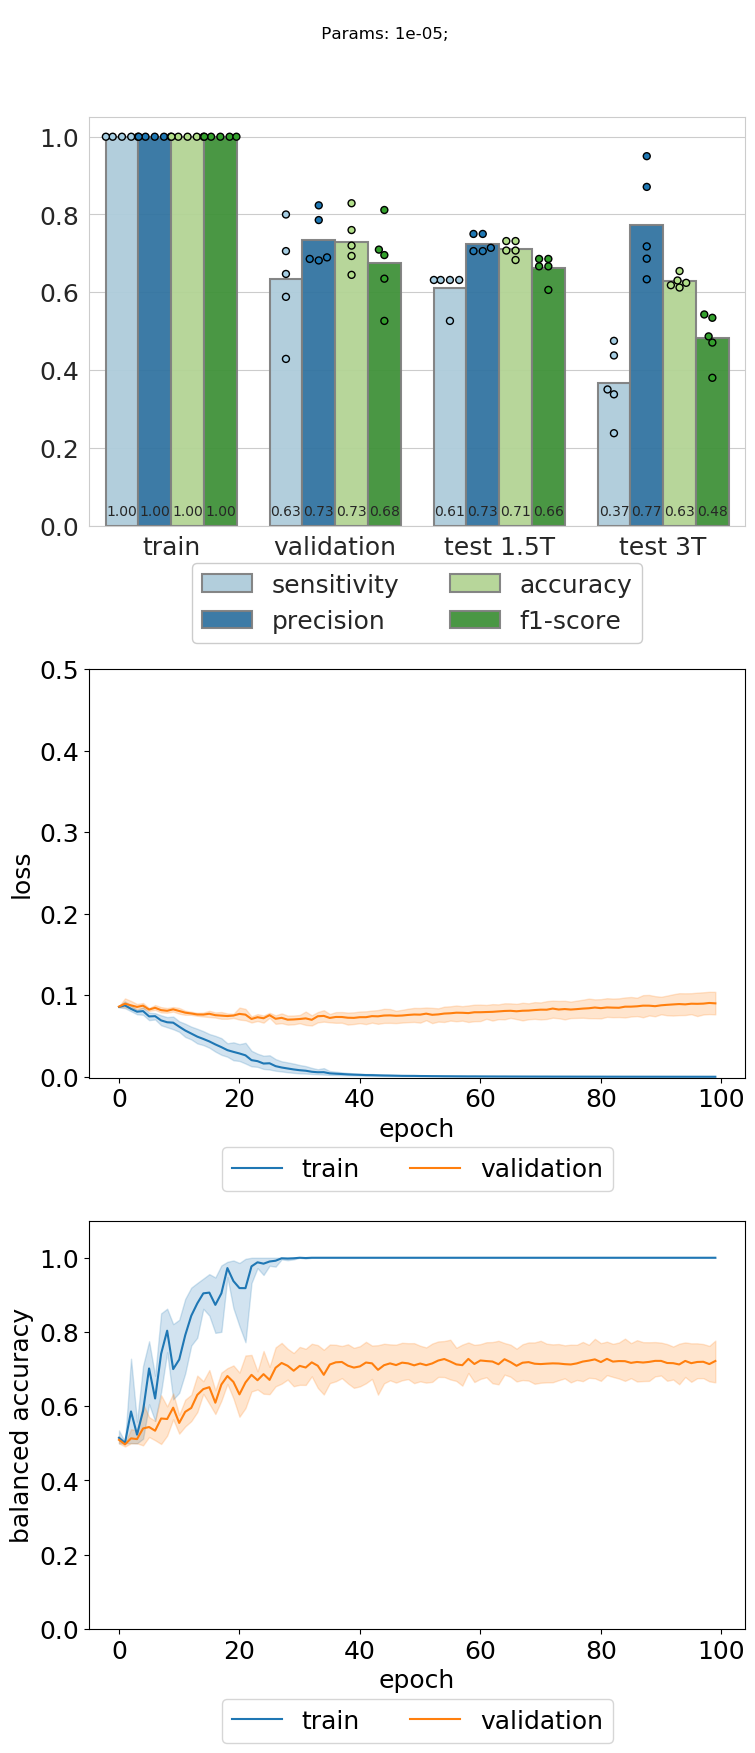 Params: 1e-05;
1.0
0.8
0.6
0.4
0.2
0.0
1.00 1.00 1.00 1.00 0.63 0.73 0.73 0.68 0.61 0.73 0.71 0.66 0.37 0.77 0.63 0.48
train validation test 1.5T test 3T
sensitivity accuracy
precision f1-score
0.5
0.4
0.3
0.2
0.1
0.0
loss
0 20 40 60 80 100
epoch
train validation
1.0
0.8
0.6
0.4
0.2
0.0
balanced accuracy
0 20 40 60 80 100
epoch
train validation